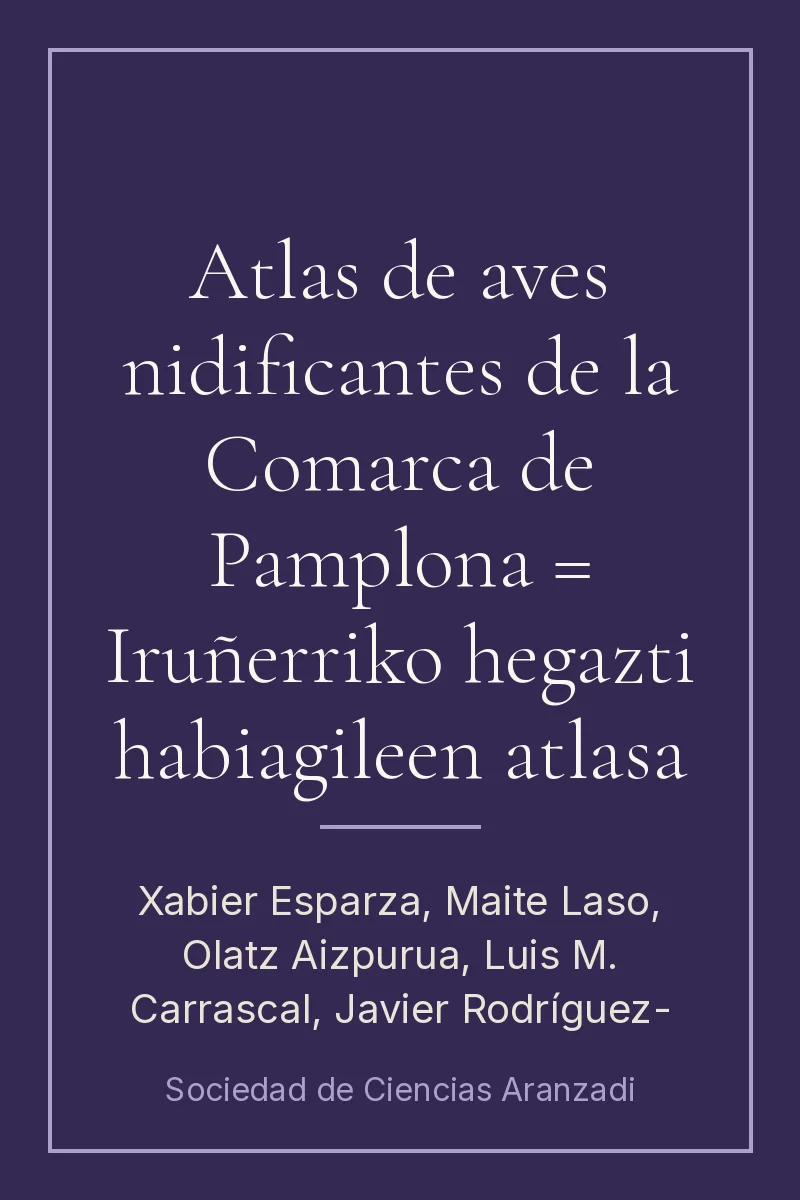 Atlas de aves
nidificantes de la
Comarca de
Pamplona =
Iruñerriko hegazti
habiagileen atlasa
Xabier Esparza, Maite Laso,
Olatz Aizpurua, Luis M.
Carrascal, Javier Rodríguez-
Sociedad de Ciencias Aranzadi